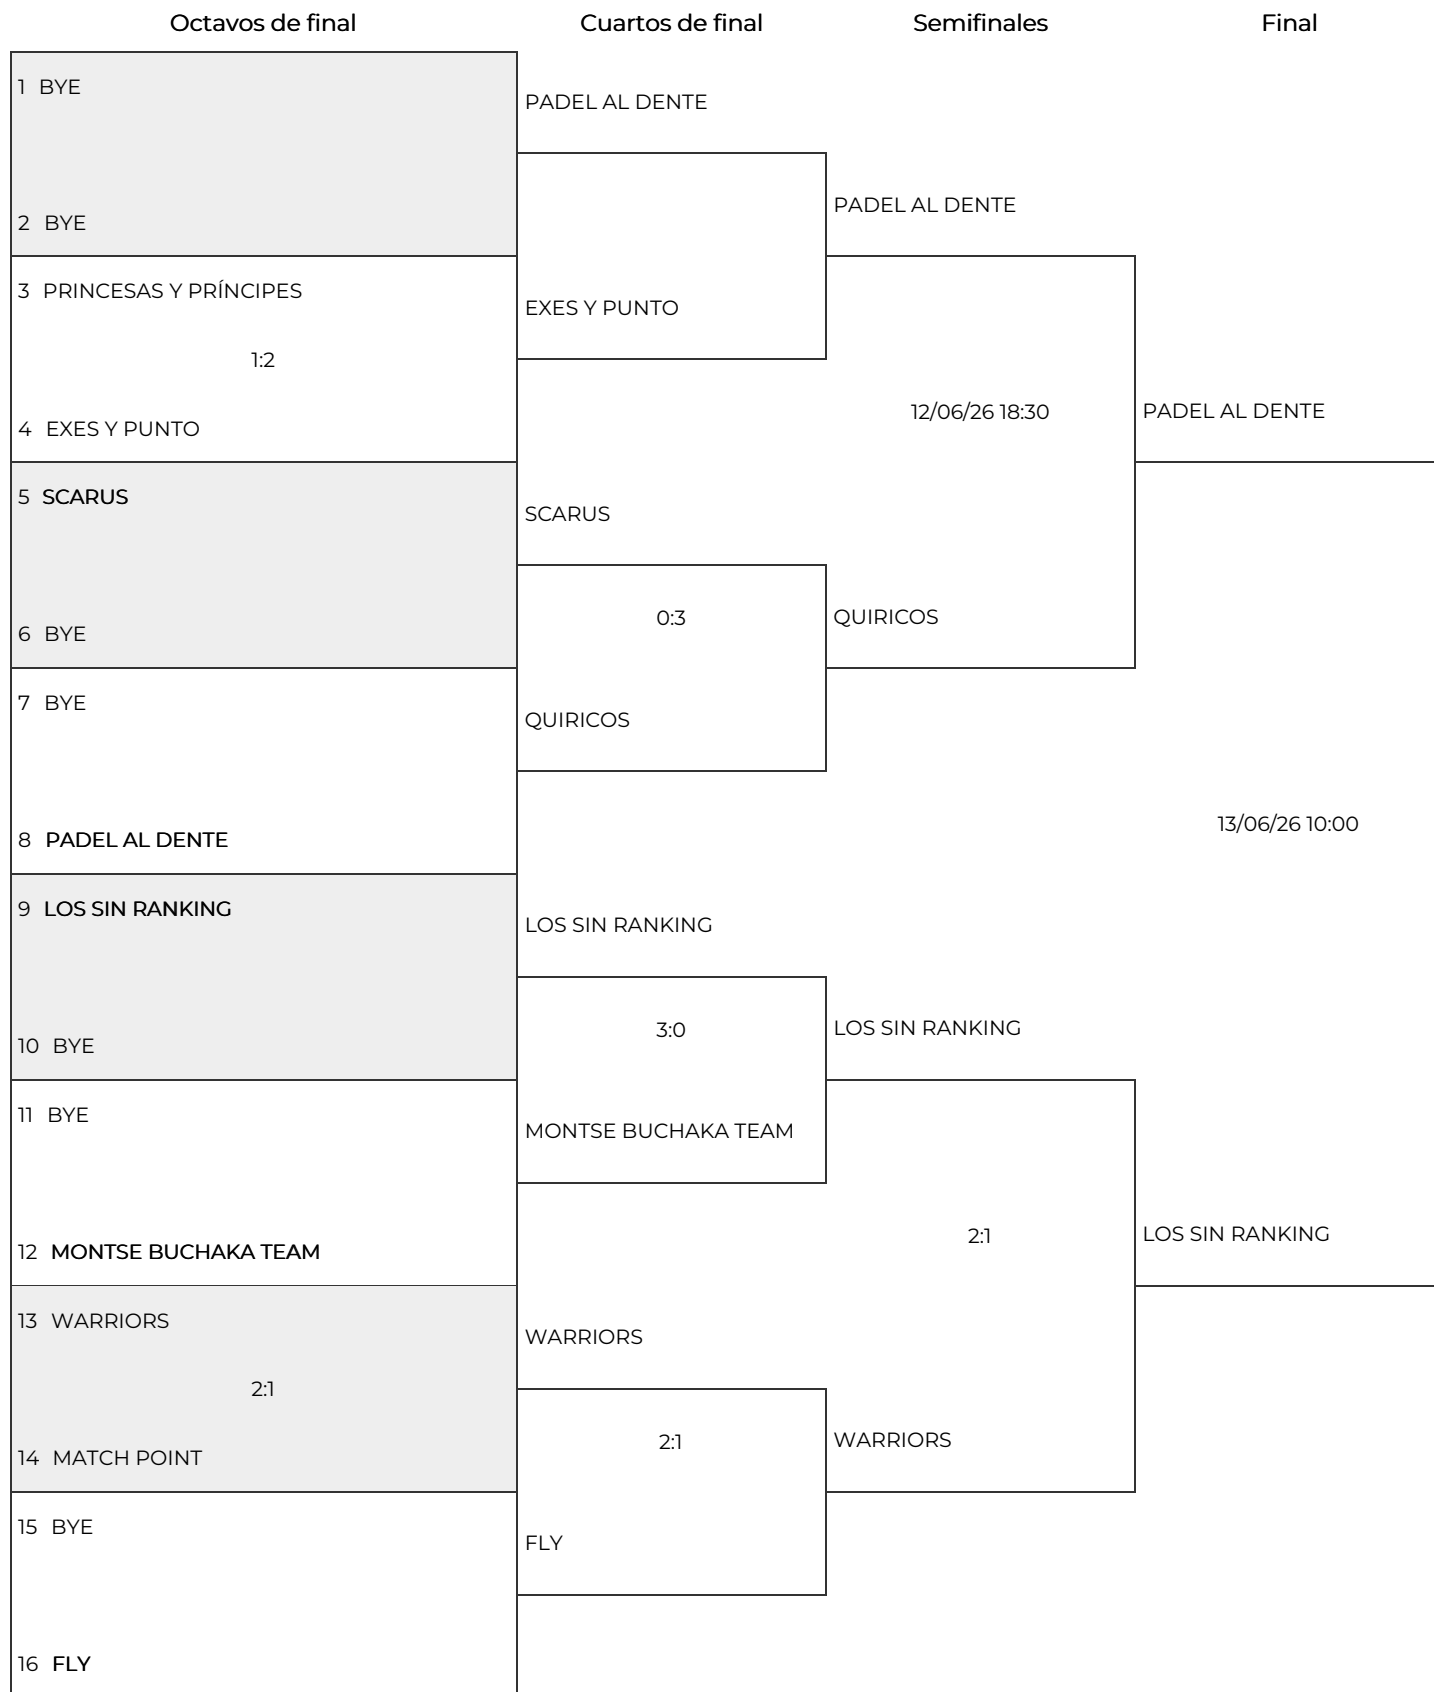 Octavos de final
Cuartos de final
Semifinales
Final
1 BYE
2 BYE
3 PRINCESAS Y PRÍNCIPES
1:2
4 EXES Y PUNTO
5 SCARUS
6 BYE
7 BYE
8 PADEL AL DENTE
9 LOS SIN RANKING
10 BYE
11 BYE
12 MONTSE BUCHAKA TEAM
13 WARRIORS
2:1
14 MATCH POINT
15 BYE
16 FLY
PADEL AL DENTE
EXES Y PUNTO
SCARUS
0:3
QUIRICOS
LOS SIN RANKING
3:0
MONTSE BUCHAKA TEAM
WARRIORS
2:1
FLY
PADEL AL DENTE
12/06/26 18:30
QUIRICOS
LOS SIN RANKING
2:1
WARRIORS
PADEL AL DENTE
13/06/26 10:00
LOS SIN RANKING